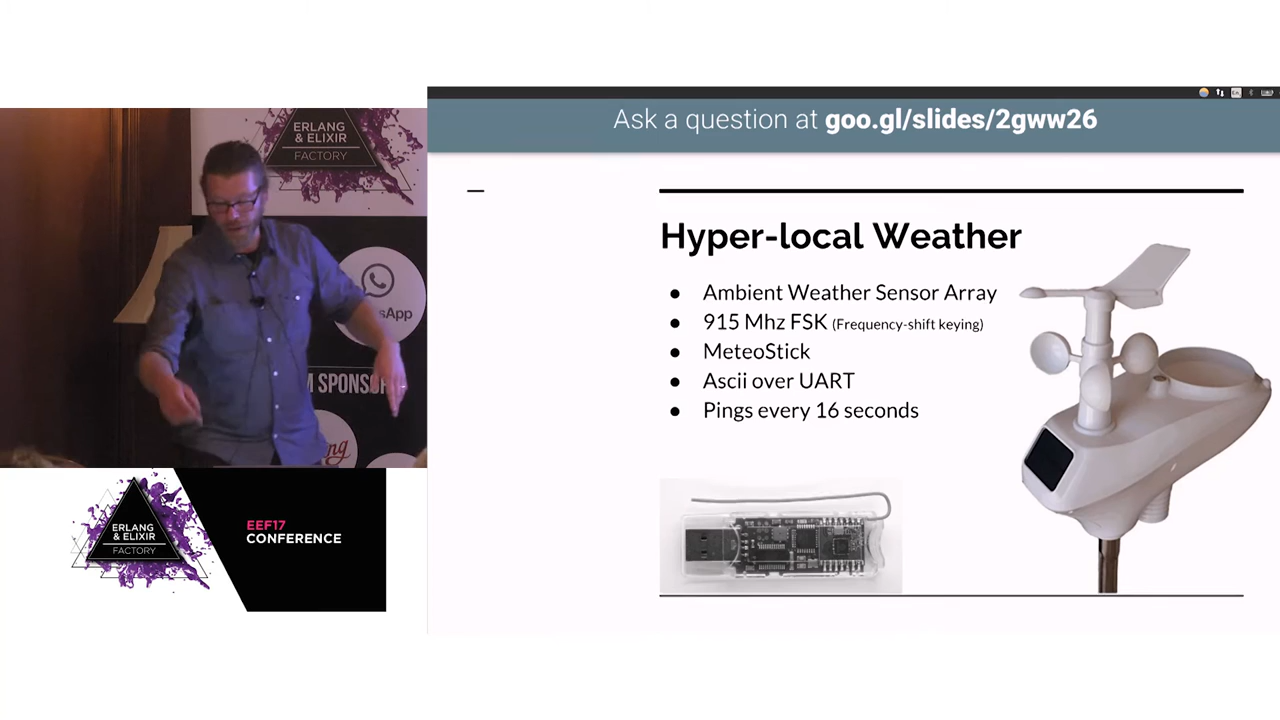 Ask a question at goo.gl/slides/2gww26
ERLANG
& ELIXIR
FACTORY
sApp
M SPONSOR
ng
Hyper-local Weather
● Ambient Weather Sensor Array
● 915 Mhz FSK (Frequency-shift keying)
● MeteoStick
● Ascii over UART
● Pings every 16 seconds
ERLANG
& ELIXIR
FACTORY
EEF17
CONFERENCE